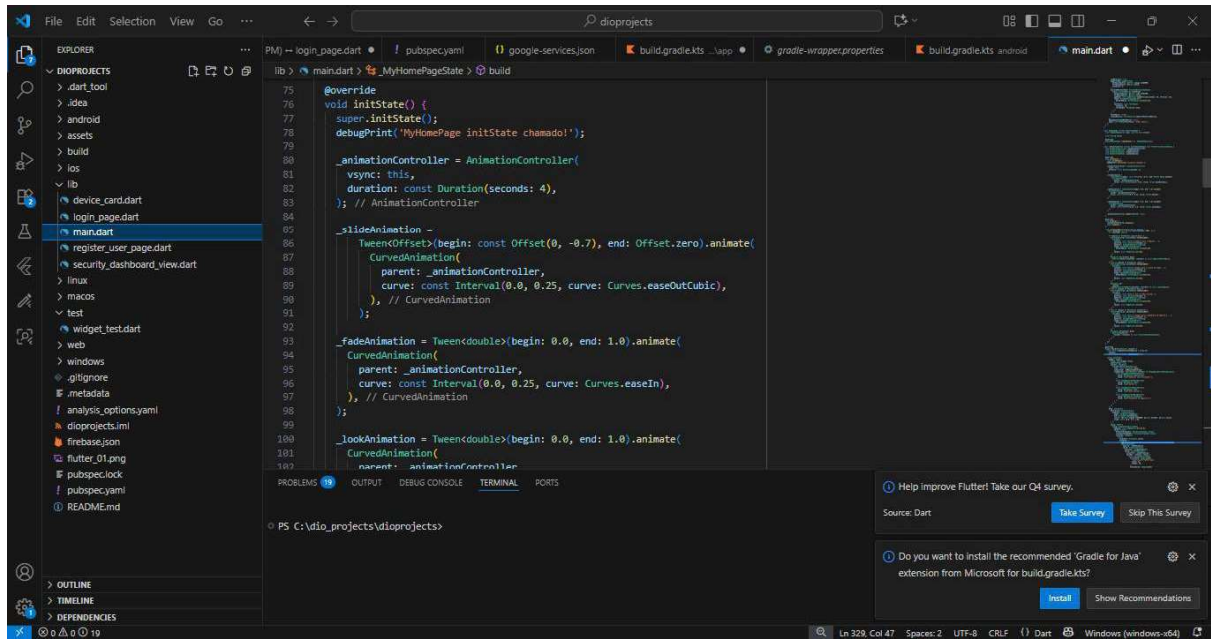 File Edit Selection View Go ··· dioprojects
EXPLORER
DIOPROJECTS
.dart_tool
.idea
android
assets
build
ios
lib
device_card.dart
login_page.dart
main.dart
register_user_page.dart
security_dashboard_view.dart
linux
macos
test
widget_test.dart
web
windows
.gitignore
.metadata
analysis_options.yaml
dioprojects.iml
firebase.json
flutter_01.png
pubspec.lock
pubspec.yaml
README.md
OUTLINE
TIMELINE
DEPENDENCIES
PM) ↔ login_page.dart pubspec.yaml google-services.json build.gradle.kts ...\app gradle-wrapper.properties build.gradle.kts android main.dart
lib > main.dart > _MyHomePageState > build
75 @override
76 void initState() {
77 super.initState();
78 debugPrint('MyHomePage initState chamado!');
79
80 _animationController = AnimationController(
81 vsync: this,
82 duration: const Duration(seconds: 4),
83 ); // AnimationController
84
85 _slideAnimation =
86 Tween<Offset>(begin: const Offset(0, -0.7), end: Offset.zero).animate(
87 CurvedAnimation(
88 parent: _animationController,
89 curve: const Interval(0.0, 0.25, curve: Curves.easeOutCubic),
90 ), // CurvedAnimation
91 );
92
93 _fadeAnimation = Tween<double>(begin: 0.0, end: 1.0).animate(
94 CurvedAnimation(
95 parent: _animationController,
96 curve: const Interval(0.0, 0.25, curve: Curves.easeIn),
97 ), // CurvedAnimation
98 );
99
100 _lookAnimation = Tween<double>(begin: 0.0, end: 1.0).animate(
101 CurvedAnimation(
102 parent: _animationController
PROBLEMS 19 OUTPUT DEBUG CONSOLE TERMINAL PORTS
PS C:\dio_projects\dioprojects>
Help improve Flutter! Take our Q4 survey.
Source: Dart Take Survey Skip This Survey
Do you want to install the recommended 'Gradle for Java'
extension from Microsoft for build.gradle.kts?
Install Show Recommendations
0 0 19 Ln 329, Col 47 Spaces: 2 UTF-8 CRLF {} Dart Windows (windows-x64)